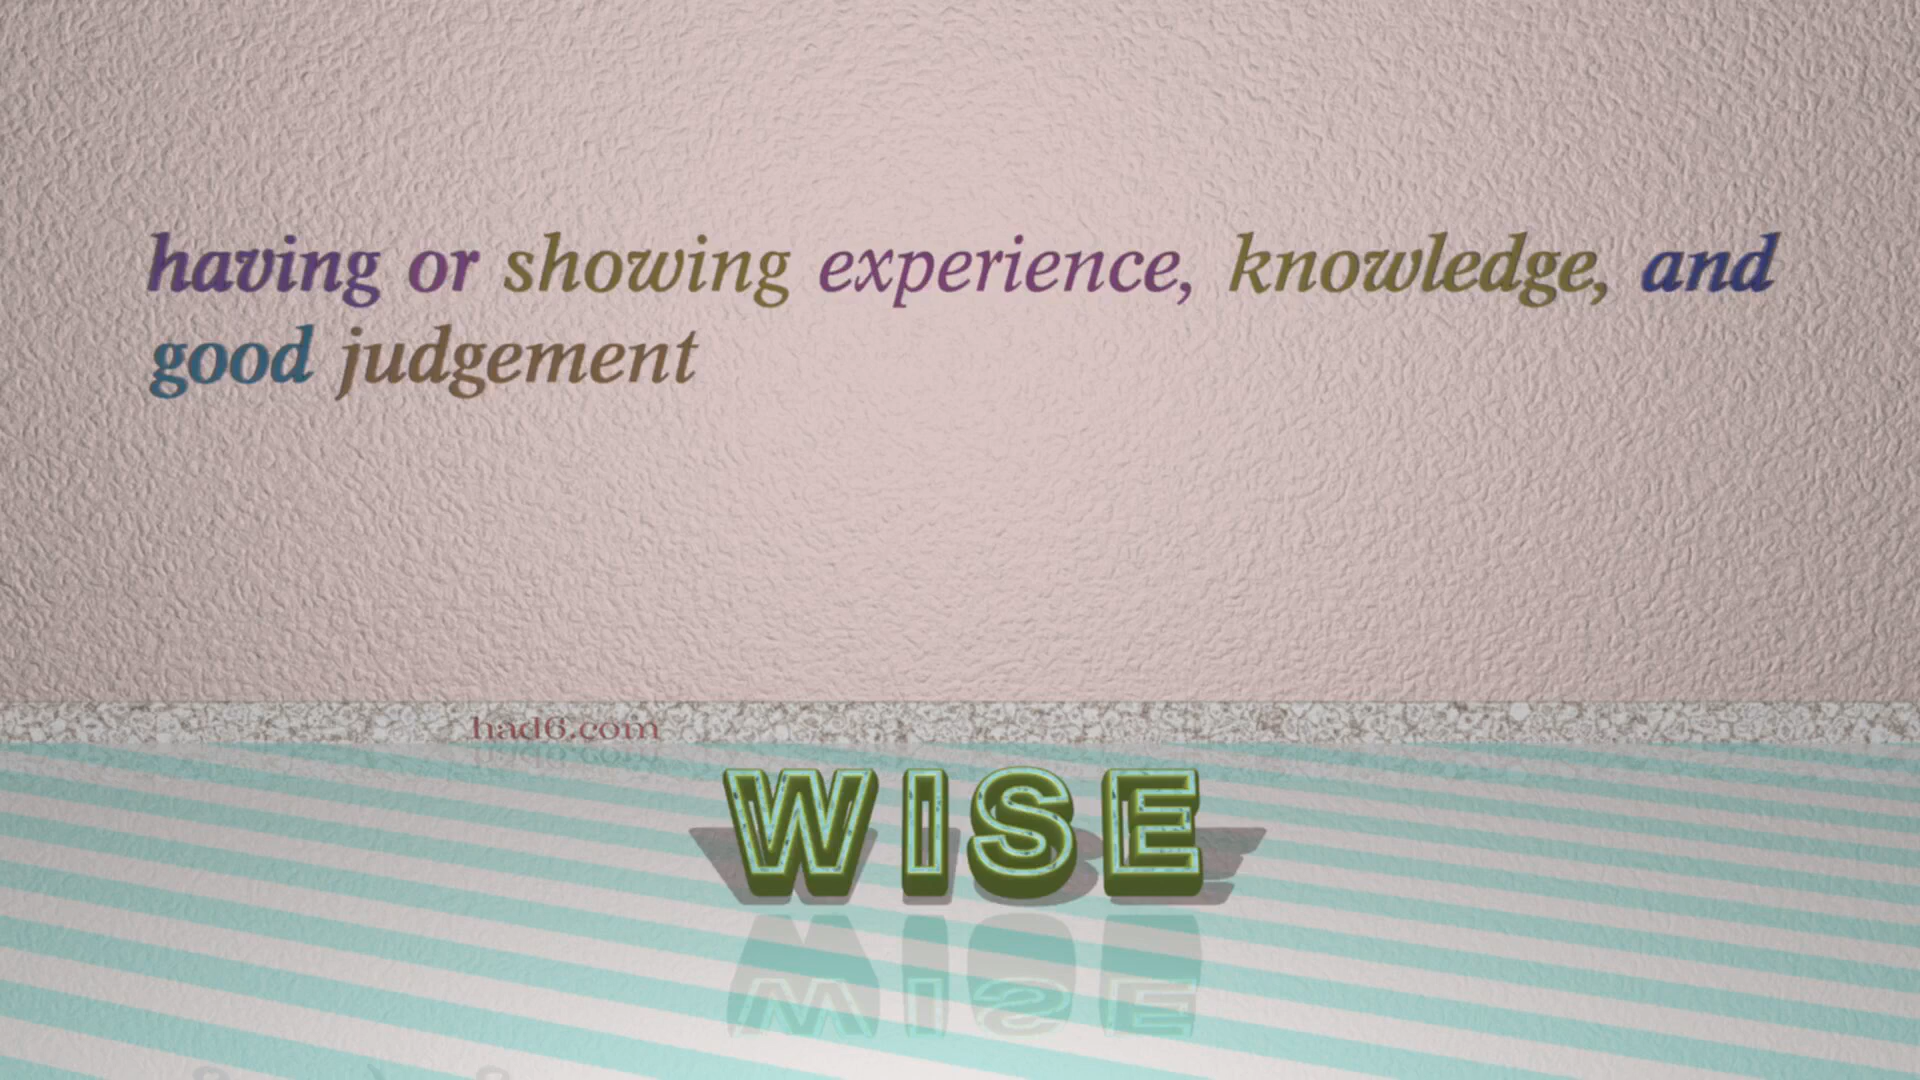 having or showing experience, knowledge, and
good judgement
had6.com
WISE